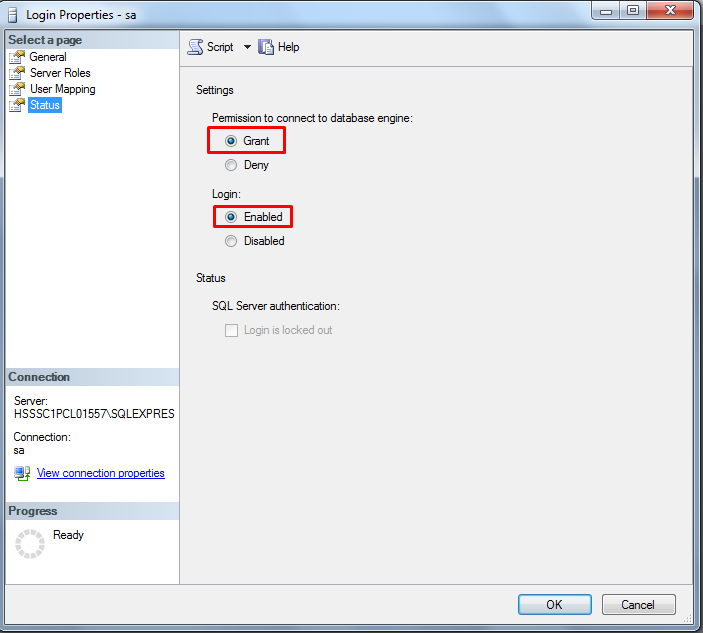 Login Properties - sa
Select a page
General
Server Roles
User Mapping
Status
Script
Help
Settings
Permission to connect to database engine:
Grant
Deny
Login:
Enabled
Disabled
Status
SQL Server authentication:
Login is locked out
Connection
Server:
HSSSC1PCL01557\SQLEXPRES
Connection:
sa
View connection properties
Progress
Ready
OK
Cancel